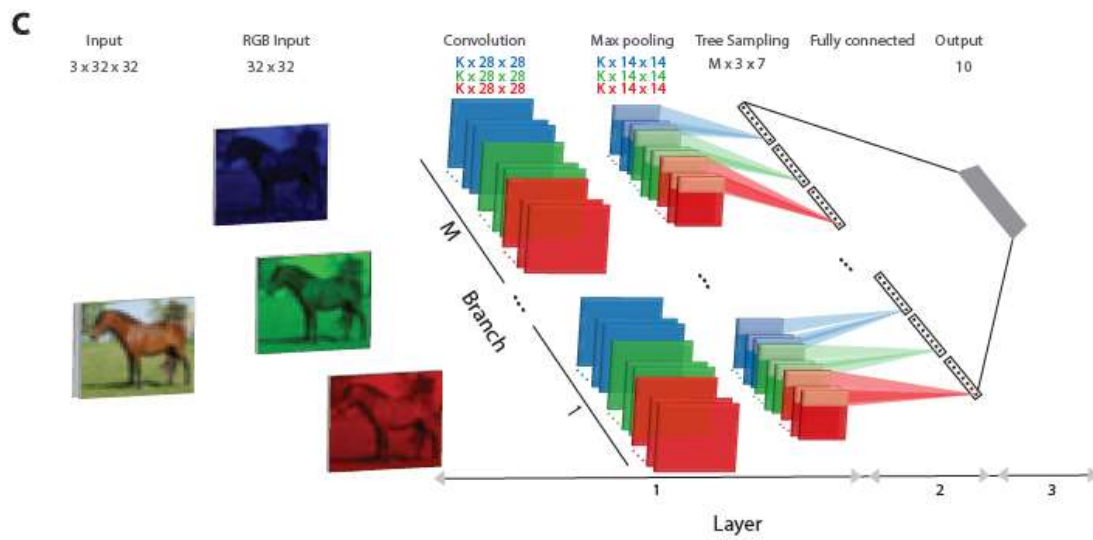 C
Input
3 x 32 x 32
RGB Input
32 x 32
Convolution
K x 28 x 28
K x 28 x 28
K x 28 x 28
Max pooling
K x 14 x 14
K x 14 x 14
K x 14 x 14
Tree Sampling
M x 3 x 7
Fully connected
Output
10
M
...
Branch
1
...
...
1
2
3
Layer